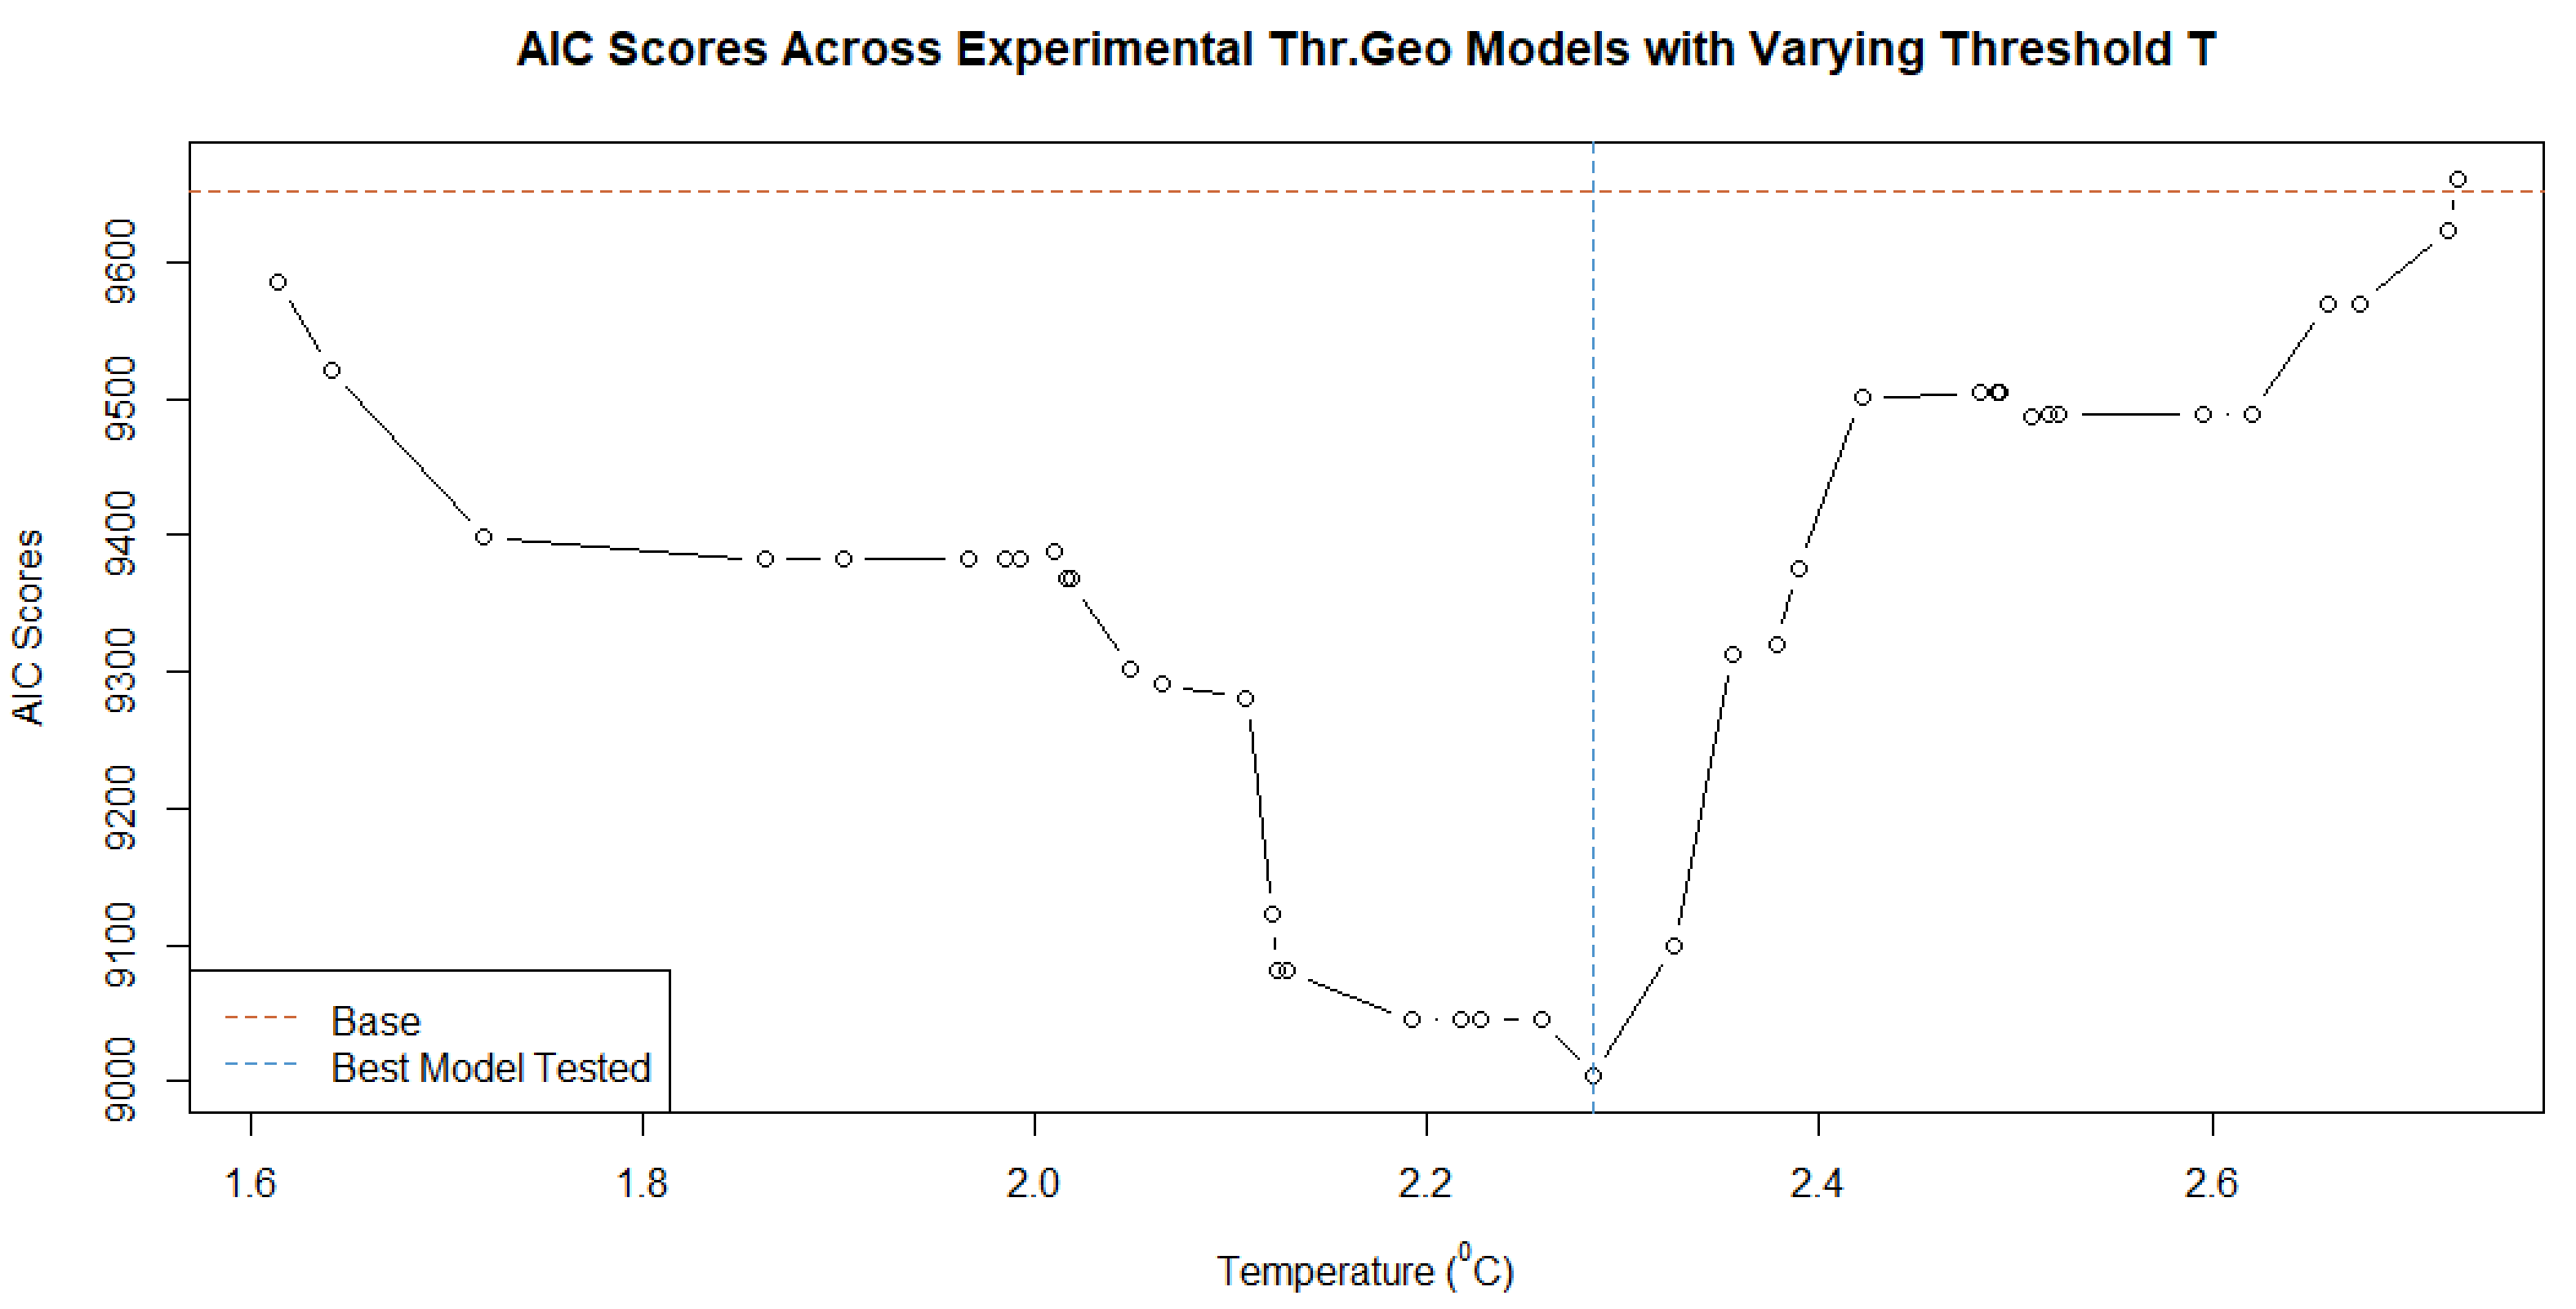 AIC Scores Across Experimental Thr.Geo Models with Varying Threshold T
AIC Scores
9600
9500
9400
9300
9200
9100
9000
Base
Best Model Tested
1.6 1.8 2.0 2.2 2.4 2.6
Temperature (⁰C)